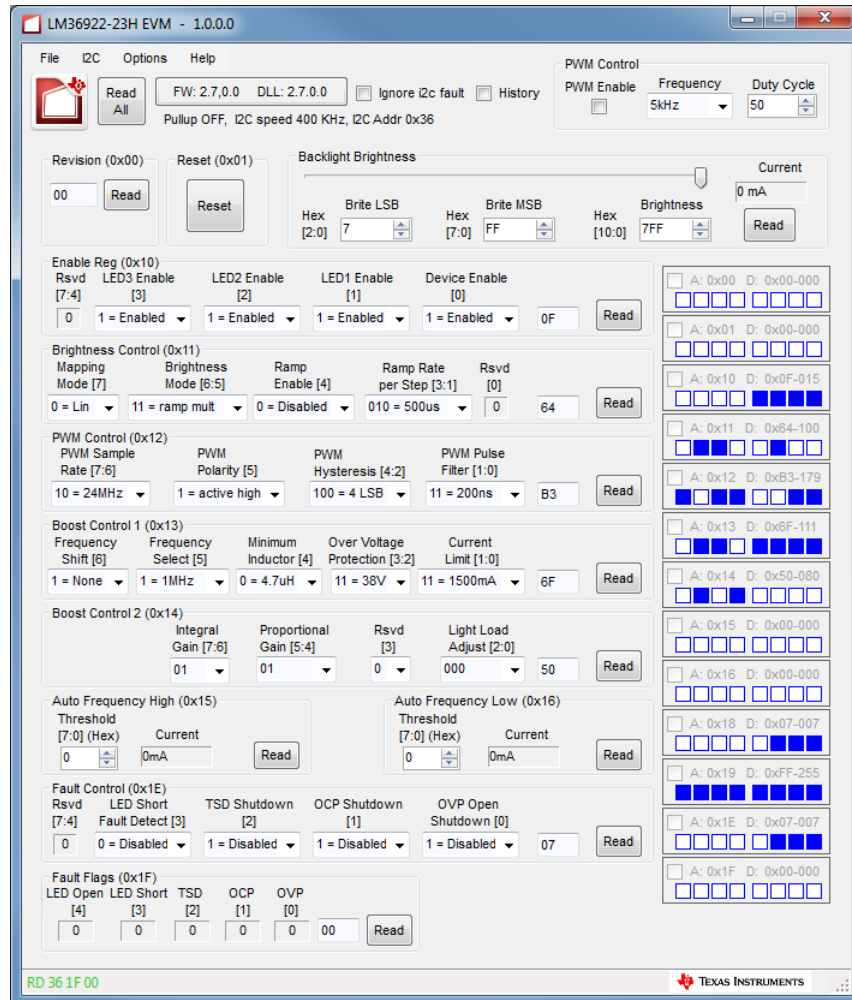 LM36922-23H EVM - 1.0.0.0
File I2C Options Help
PWM Control
PWM Enable Frequency Duty Cycle
5kHz 50
Read All
FW: 2.7,0.0 DLL: 2.7.0.0
Ignore i2c fault History
Pullup OFF, I2C speed 400 KHz, I2C Addr 0x36
Revision (0x00)
00 Read
Reset (0x01)
Reset
Backlight Brightness
Current
0 mA
Brite LSB Brite MSB Brightness
Hex [2:0] 7 Hex [7:0] FF Hex [10:0] 7FF Read
Enable Reg (0x10)
Rsvd LED3 Enable LED2 Enable LED1 Enable Device Enable
[7:4] [3] [2] [1] [0]
0 1 = Enabled 1 = Enabled 1 = Enabled 1 = Enabled 0F Read
Brightness Control (0x11)
Mapping Brightness Ramp Ramp Rate Rsvd
Mode [7] Mode [6:5] Enable [4] per Step [3:1] [0]
0 = Lin 11 = ramp mult 0 = Disabled 010 = 500us 0 64 Read
PWM Control (0x12)
PWM Sample PWM PWM PWM Pulse
Rate [7:6] Polarity [5] Hysteresis [4:2] Filter [1:0]
10 = 24MHz 1 = active high 100 = 4 LSB 11 = 200ns B3 Read
Boost Control 1 (0x13)
Frequency Frequency Minimum Over Voltage Current
Shift [6] Select [5] Inductor [4] Protection [3:2] Limit [1:0]
1 = None 1 = 1MHz 0 = 4.7uH 11 = 38V 11 = 1500mA 6F Read
Boost Control 2 (0x14)
Integral Proportional Rsvd Light Load
Gain [7:6] Gain [5:4] [3] Adjust [2:0]
01 01 0 000 50 Read
Auto Frequency High (0x15)
Threshold
[7:0] (Hex) Current
0 0mA Read
Auto Frequency Low (0x16)
Threshold
[7:0] (Hex) Current
0 0mA Read
Fault Control (0x1E)
Rsvd LED Short TSD Shutdown OCP Shutdown OVP Open
[7:4] Fault Detect [3] [2] [1] Shutdown [0]
0 0 = Disabled 1 = Disabled 1 = Disabled 1 = Disabled 07 Read
Fault Flags (0x1F)
LED Open LED Short TSD OCP OVP
[4] [3] [2] [1] [0]
0 0 0 0 0 00 Read
A: 0x00 D: 0x00-000
A: 0x01 D: 0x00-000
A: 0x10 D: 0x0F-015
A: 0x11 D: 0x64-100
A: 0x12 D: 0xB3-179
A: 0x13 D: 0x6F-111
A: 0x14 D: 0x50-080
A: 0x15 D: 0x00-000
A: 0x16 D: 0x00-000
A: 0x18 D: 0x07-007
A: 0x19 D: 0xFF-255
A: 0x1E D: 0x07-007
A: 0x1F D: 0x00-000
RD 36 1F 00
TEXAS INSTRUMENTS